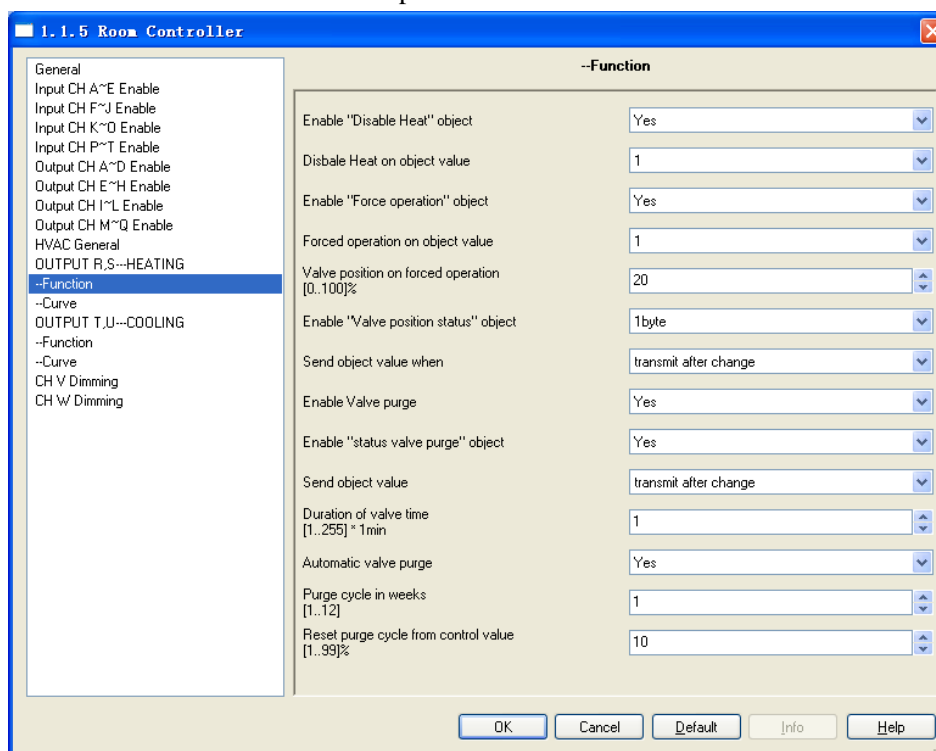 1.1.5 Room Controller
General
Input CH A~E Enable
Input CH F~J Enable
Input CH K~O Enable
Input CH P~T Enable
Output CH A~D Enable
Output CH E~H Enable
Output CH I~L Enable
Output CH M~Q Enable
HVAC General
OUTPUT R,S---HEATING
--Function
--Curve
OUTPUT T,U---COOLING
--Function
--Curve
CH V Dimming
CH W Dimming
--Function
Enable "Disable Heat" object Yes
Disbale Heat on object value 1
Enable "Force operation" object Yes
Forced operation on object value 1
Valve position on forced operation
[0..100]% 20
Enable "Valve position status" object 1byte
Send object value when transmit after change
Enable Valve purge Yes
Enable "status valve purge" object Yes
Send object value transmit after change
Duration of valve time
[1..255] * 1min 1
Automatic valve purge Yes
Purge cycle in weeks
[1..12] 1
Reset purge cycle from control value
[1..99]% 10
OK Cancel Default Info Help